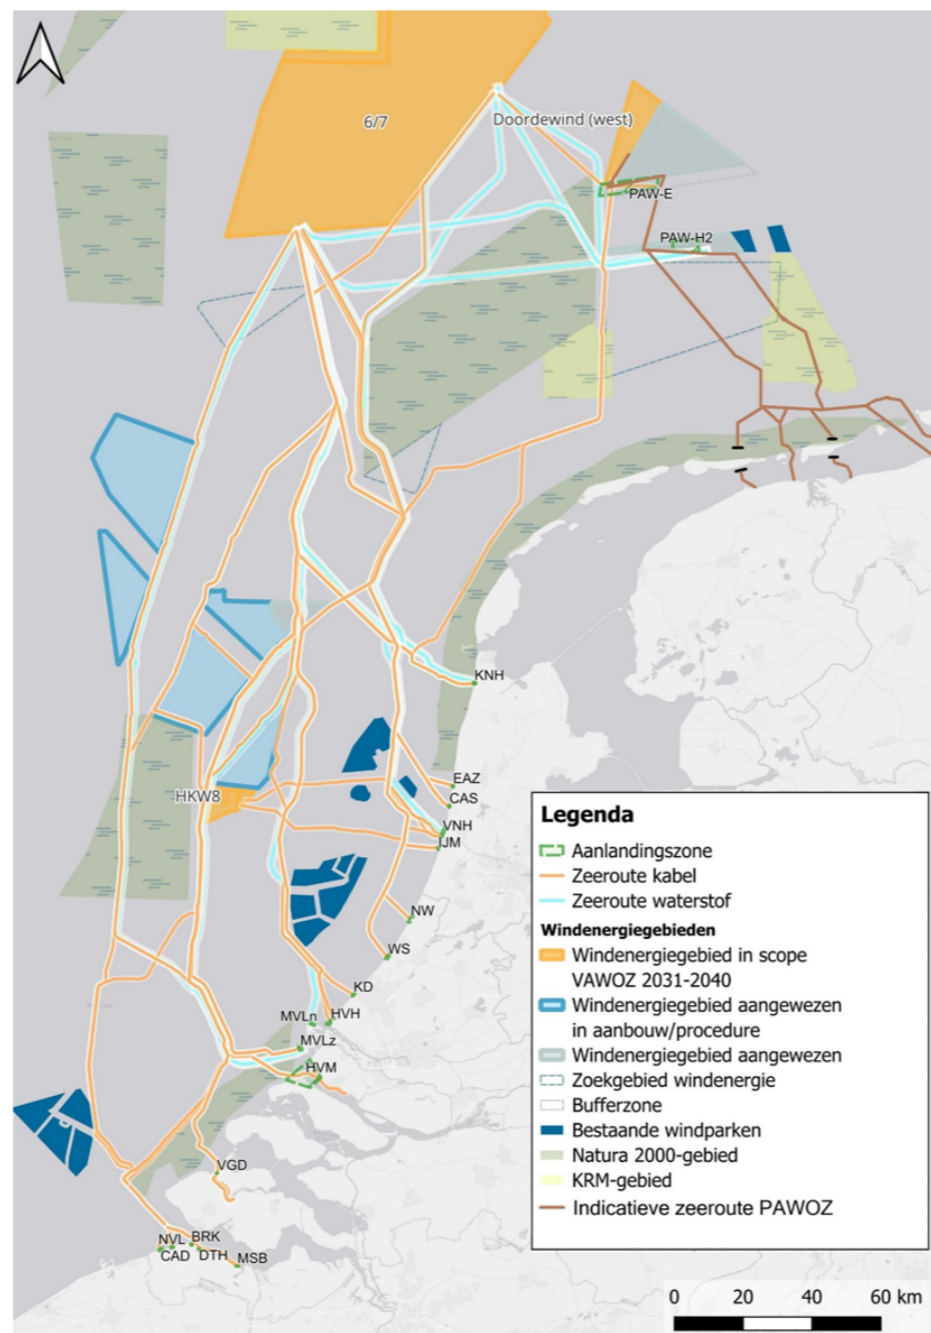 6/7
Doordewind (west)
PAW-E
PAW-H2
KNH
EAZ
HKW8
CAS
VNH
IJM
NW
WS
KD
MVLn
HVH
MVLz
HVM
VGD
NVL
BRK
CAD
DTH
MSB
Legenda
Aanlandingszone
Zeeroute kabel
Zeeroute waterstof
Windenergiegebieden
Windenergiegebied in scope
VAWOZ 2031-2040
Windenergiegebied aangewezen
in aanbouw/procedure
Windenergiegebied aangewezen
Zoekgebied windenergie
Bufferzone
Bestaande windparken
Natura 2000-gebied
KRM-gebied
Indicatieve zeeroute PAWOZ
0 20 40 60 km